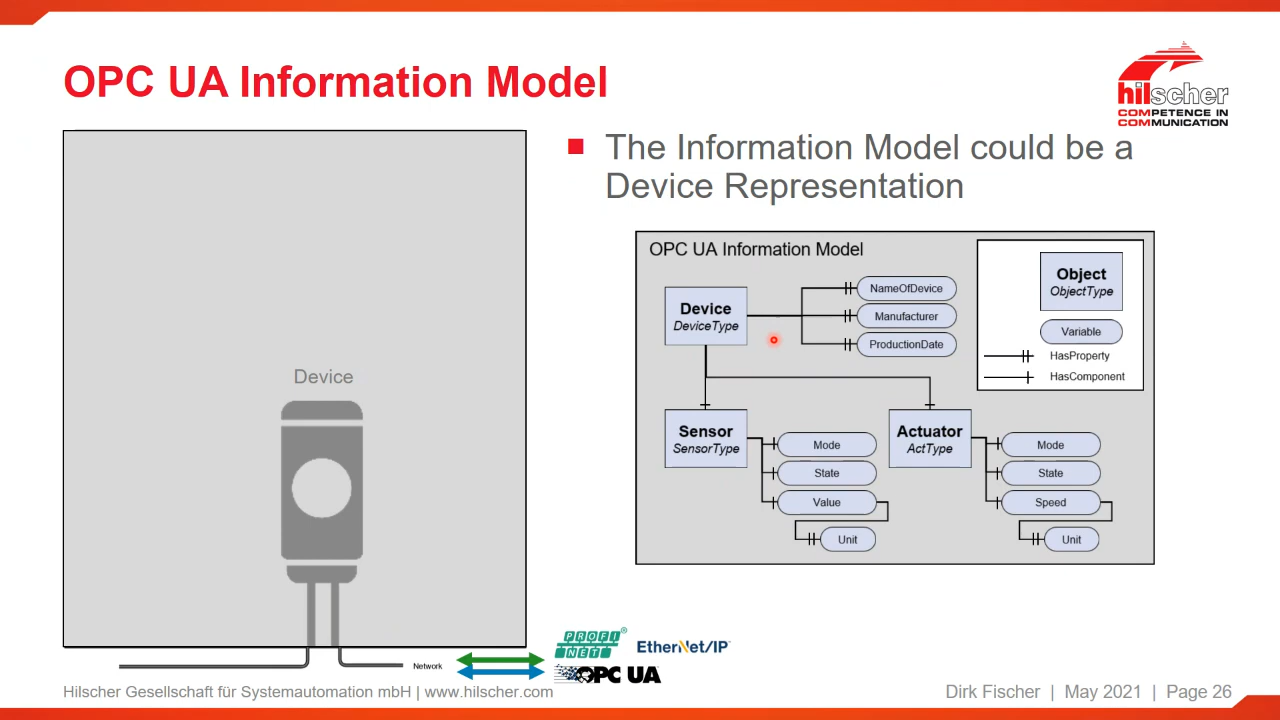 OPC UA Information Model
hilscher
COMPETENCE IN
COMMUNICATION
Device
Network
The Information Model could be a
Device Representation
OPC UA Information Model
Object
ObjectType
Variable
HasProperty
HasComponent
Device
DeviceType
NameOfDevice
Manufacturer
ProductionDate
Sensor
SensorType
Mode
State
Value
Unit
Actuator
ActType
Mode
State
Speed
Unit
PROFI
NET
EtherNet/IP
OPC UA
Hilscher Gesellschaft für Systemautomation mbH | www.hilscher.com
Dirk Fischer | May 2021 | Page 26